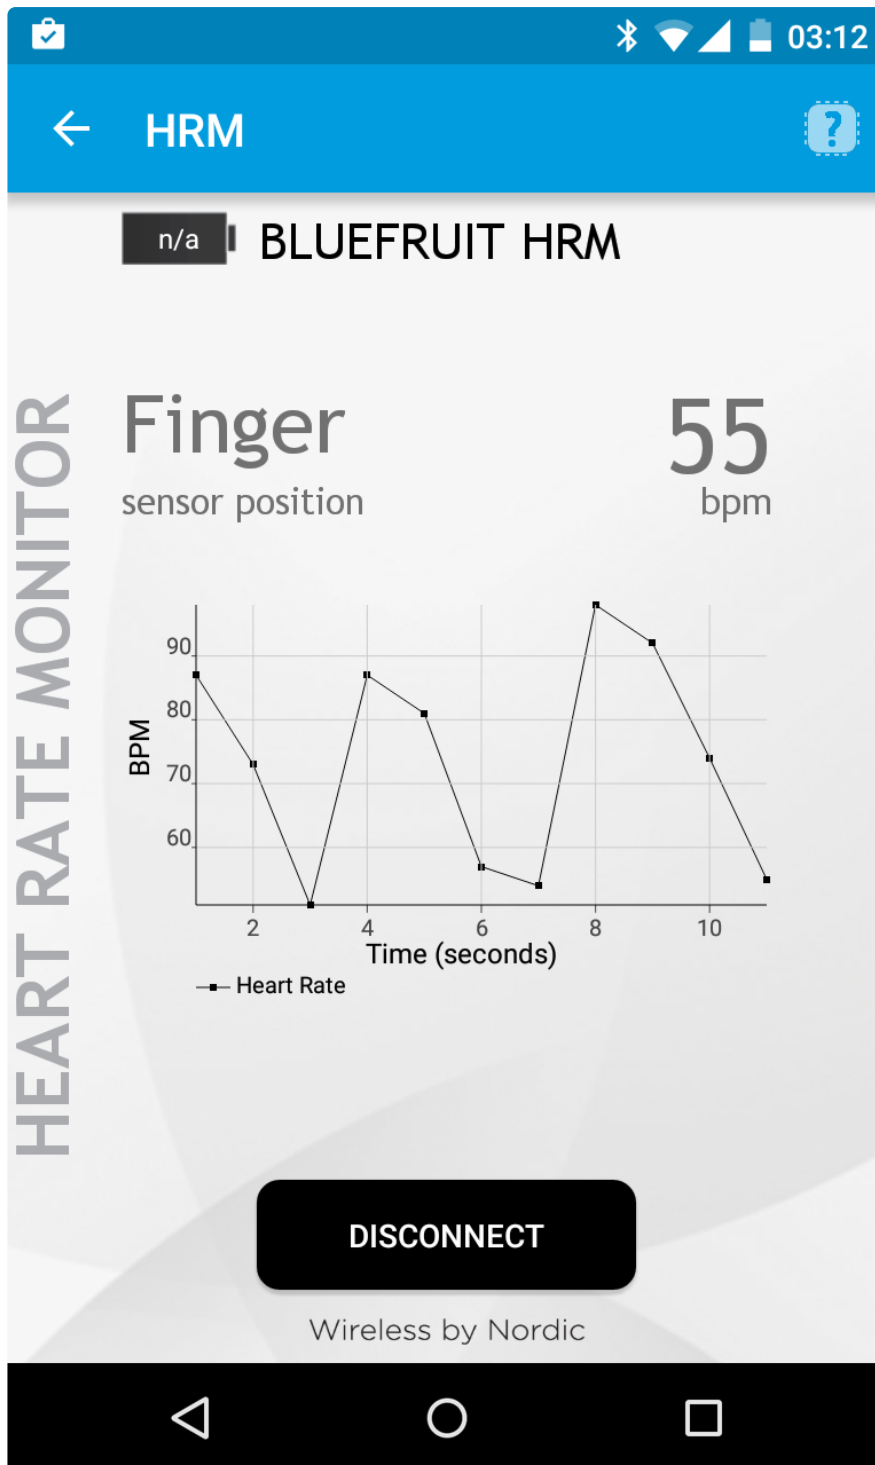 03:12
HRM
?
n/a
BLUEFRUIT HRM
HEART RATE MONITOR
Finger
55
sensor position
bpm
90
80
70
60
BPM
2 4 6 8 10
Time (seconds)
Heart Rate
DISCONNECT
Wireless by Nordic